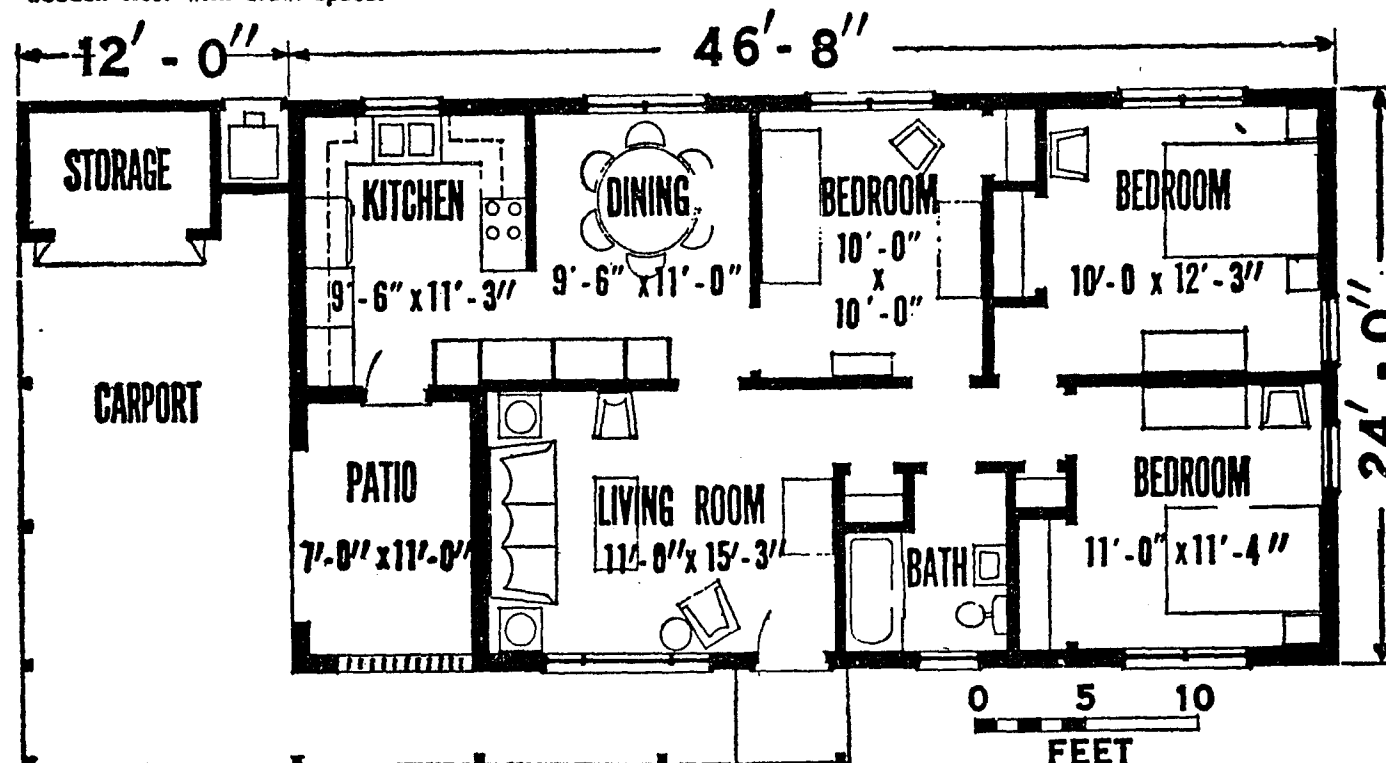 12'-0" 46'-8"
STORAGE
KITCHEN
9'-6" x 11'-3"
DINING
9'-6" x 11'-0"
BEDROOM
10'-0"
x
10'-0"
BEDROOM
10'-0 x 12'-3"
24'-0"
CARPORT
PATIO
7'-0" x 11'-0"
LIVING ROOM
11'-0" x 15'-3"
BATH
BEDROOM
11'-0" x 11'-4"
0 5 10
FEET